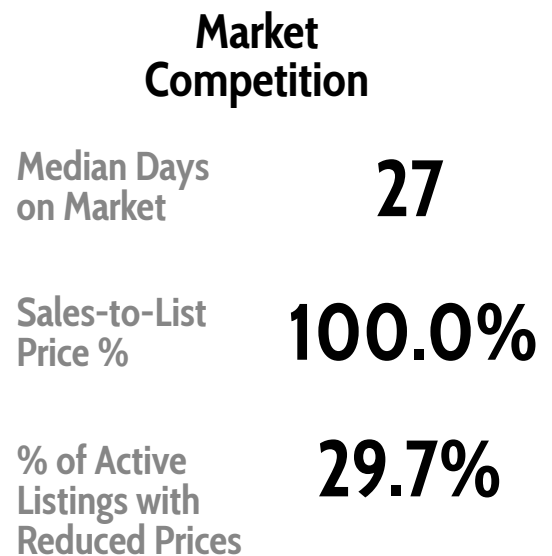 Market
Competition
Median Days
on Market
27
Sales-to-List
Price %
100.0%
% of Active
Listings with
Reduced Prices
29.7%